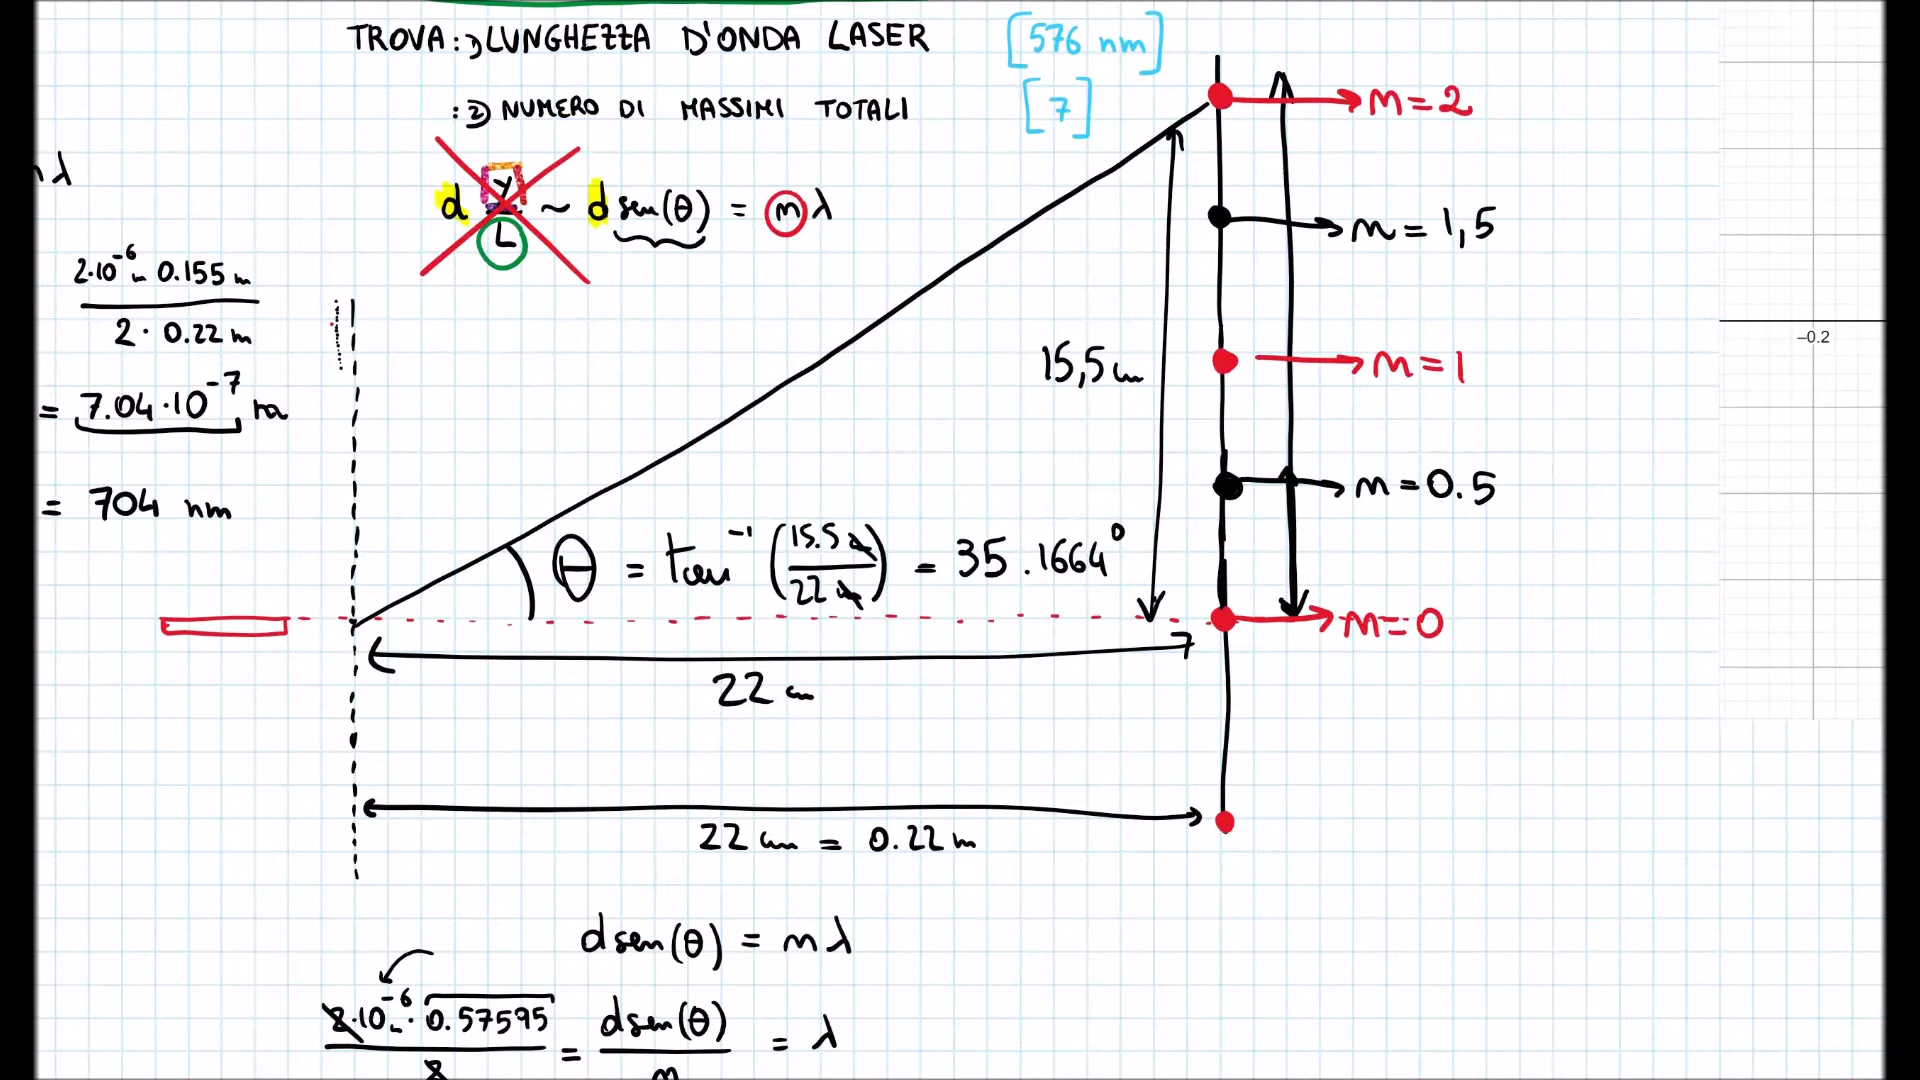 TROVA: 1) LUNGHEZZA D'ONDA LASER [576 nm]
: 2) NUMERO DI MASSIMI TOTALI [7]
λ
d y/L ~ d sen(θ) = m λ
2·10⁻⁶ m 0.155 m
2 · 0.22 m
= 7.04·10⁻⁷ m
= 704 nm
m = 2
m = 1,5
m = 1
m = 0.5
m = 0
15,5 cm
θ = tan⁻¹ (15.5 cm / 22 cm) = 35.1664°
22 cm
22 cm = 0.22 m
d sen(θ) = m λ
2·10⁻⁶ m · 0.57595 / 2 = d sen(θ) / m = λ
–0.2